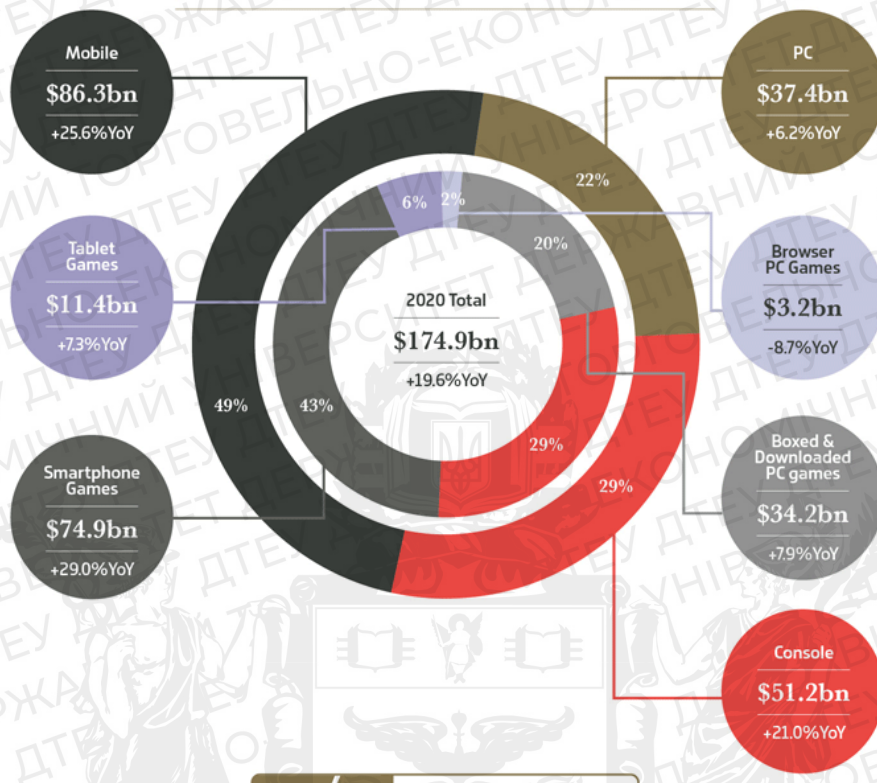 Mobile
$86.3bn
+25.6%YoY
PC
$37.4bn
+6.2%YoY
22%
6%
2%
20%
Tablet
Games
$11.4bn
+7.3%YoY
Browser
PC Games
$3.2bn
-8.7%YoY
2020 Total
$174.9bn
+19.6%YoY
49%
43%
29%
29%
Smartphone
Games
$74.9bn
+29.0%YoY
Boxed &
Downloaded
PC games
$34.2bn
+7.9%YoY
Console
$51.2bn
+21.0%YoY